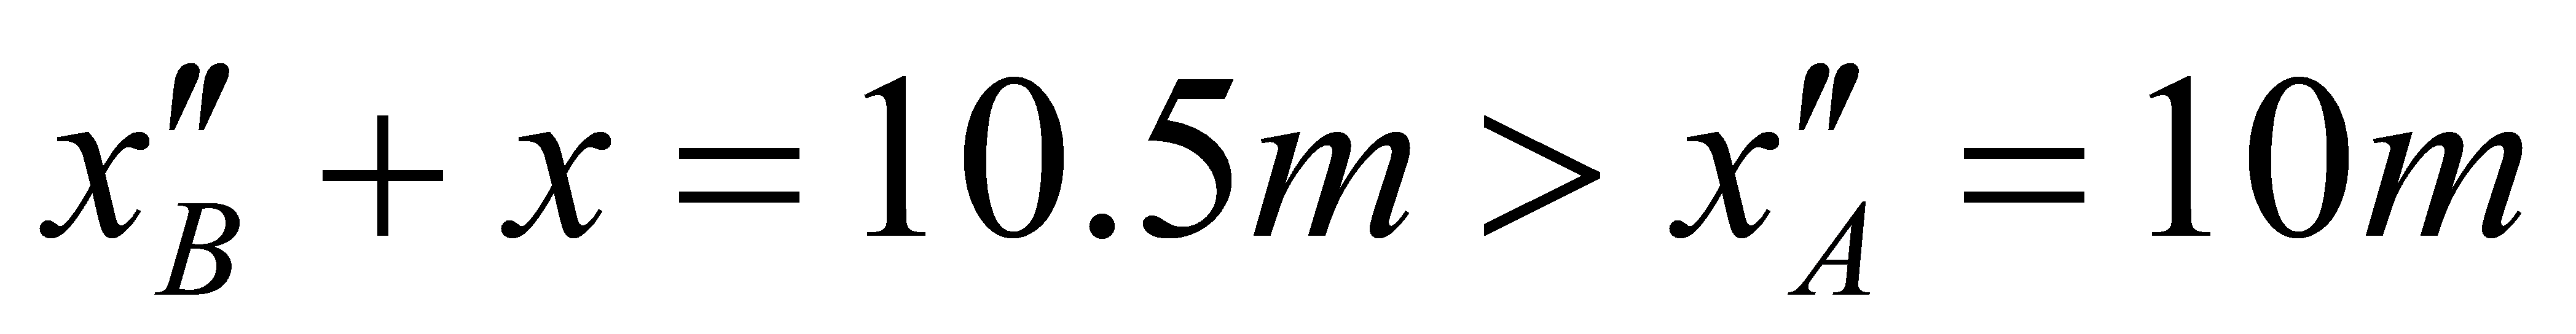 x″_B + x = 10.5m > x″_A = 10m